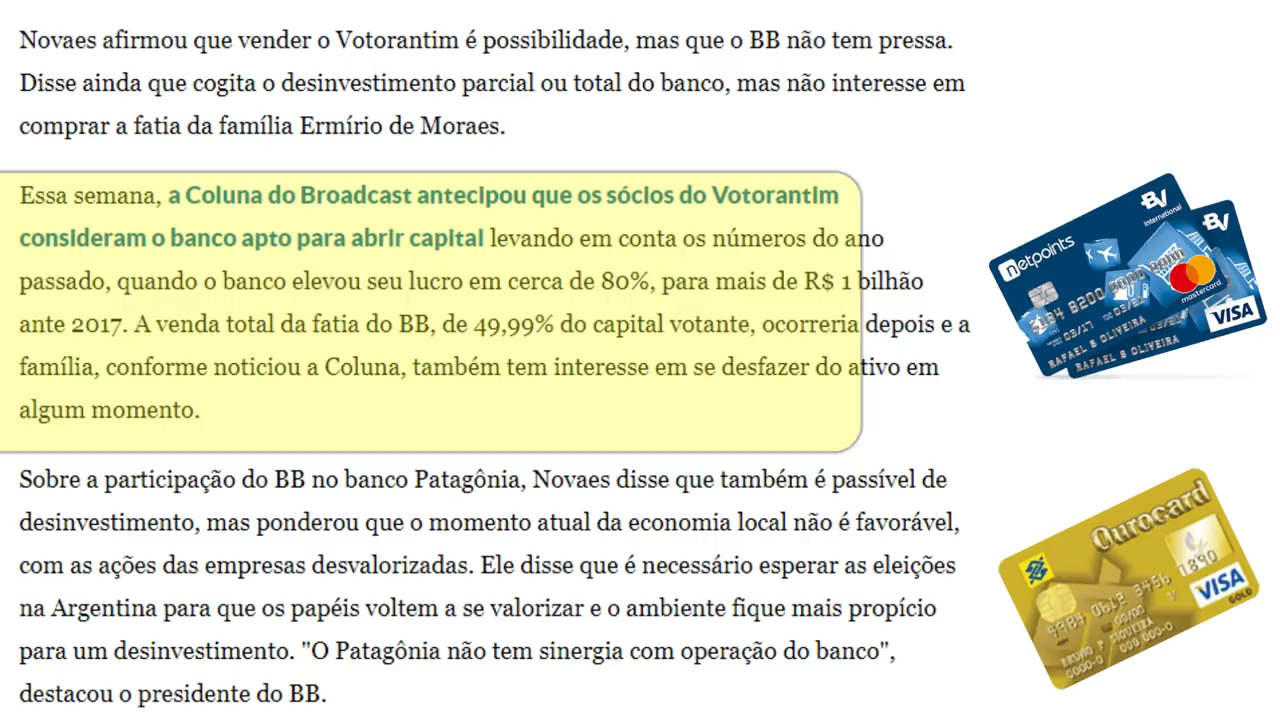 Novaes afirmou que vender o Votorantim é possibilidade, mas que o BB não tem pressa.
Disse ainda que cogita o desinvestimento parcial ou total do banco, mas não interesse em
comprar a fatia da família Ermírio de Moraes.
Essa semana, a Coluna do Broadcast antecipou que os sócios do Votorantim
consideram o banco apto para abrir capital levando em conta os números do ano
passado, quando o banco elevou seu lucro em cerca de 80%, para mais de R$ 1 bilhão
ante 2017. A venda total da fatia do BB, de 49,99% do capital votante, ocorreria depois e a
família, conforme noticiou a Coluna, também tem interesse em se desfazer do ativo em
algum momento.
Sobre a participação do BB no banco Patagônia, Novaes disse que também é passível de
desinvestimento, mas ponderou que o momento atual da economia local não é favorável,
com as ações das empresas desvalorizadas. Ele disse que é necessário esperar as eleições
na Argentina para que os papéis voltem a se valorizar e o ambiente fique mais propício
para um desinvestimento. "O Patagônia não tem sinergia com operação do banco",
destacou o presidente do BB.
BV
international
netpoints
BV
mastercard
VISA
RAFAEL S OLIVEIRA
RAFAEL S OLIVEIRA
Ourocard
VISA
GOLD